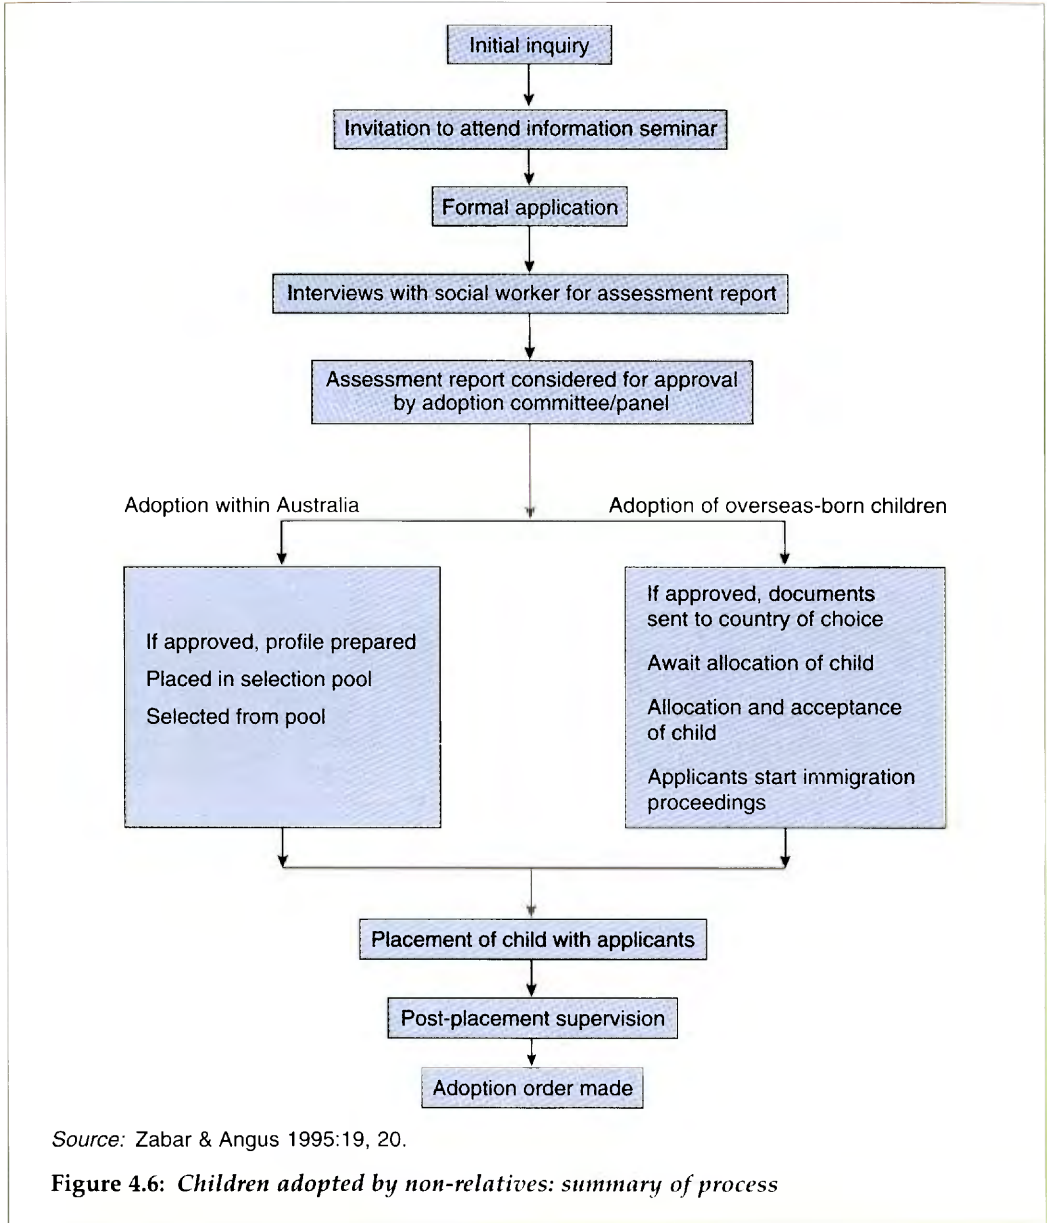 Initial inquiry
Invitation to attend information seminar
Formal application
Interviews with social worker for assessment report
Assessment report considered for approval
by adoption committee/panel
Adoption within Australia
If approved, profile prepared
Placed in selection pool
Selected from pool
Adoption of overseas-born children
If approved, documents
sent to country of choice
Await allocation of child
Allocation and acceptance
of child
Applicants start immigration
proceedings
Placement of child with applicants
Post-placement supervision
Adoption order made
Source: Zabar & Angus 1995:19, 20.
Figure 4.6: Children adopted by non-relatives: summary of process